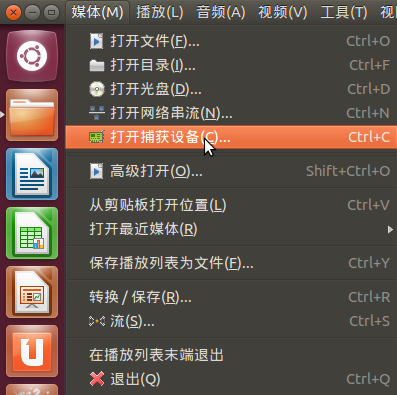 媒体(M) 播放(L) 音频(A) 视频(V) 工具(T)
打开文件(F)... Ctrl+O
打开目录(I)... Ctrl+F
打开光盘(D)... Ctrl+D
打开网络串流(N)... Ctrl+N
打开捕获设备(C)... Ctrl+C
高级打开(O)... Shift+Ctrl+O
从剪贴板打开位置(L) Ctrl+V
打开最近媒体(R)
保存播放列表为文件(F)... Ctrl+Y
转换 / 保存(R)... Ctrl+R
流(S)... Ctrl+S
在播放列表末端退出
退出(Q) Ctrl+Q